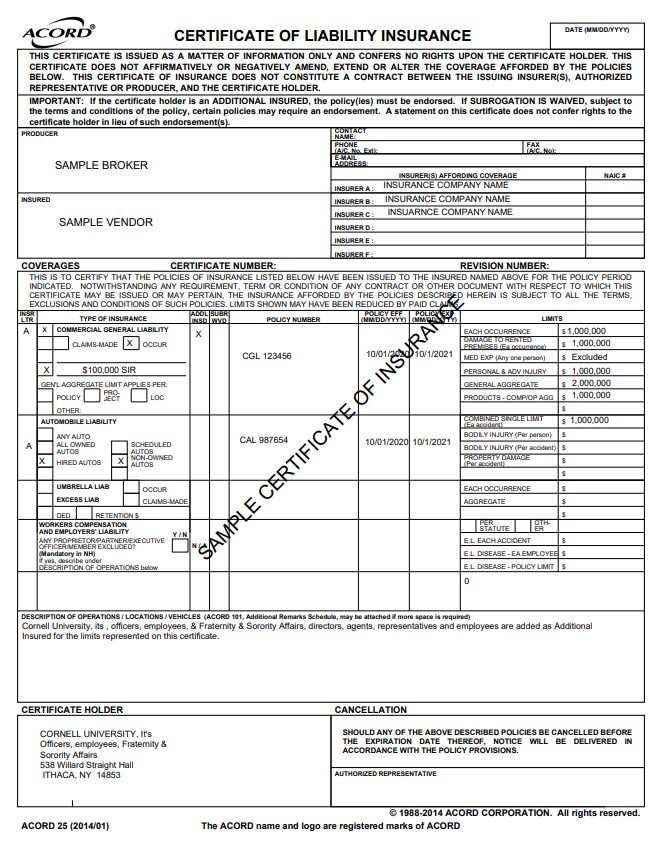 ACORD®
CERTIFICATE OF LIABILITY INSURANCE
DATE (MM/DD/YYYY)
THIS CERTIFICATE IS ISSUED AS A MATTER OF INFORMATION ONLY AND CONFERS NO RIGHTS UPON THE CERTIFICATE HOLDER. THIS
CERTIFICATE DOES NOT AFFIRMATIVELY OR NEGATIVELY AMEND, EXTEND OR ALTER THE COVERAGE AFFORDED BY THE POLICIES
BELOW. THIS CERTIFICATE OF INSURANCE DOES NOT CONSTITUTE A CONTRACT BETWEEN THE ISSUING INSURER(S), AUTHORIZED
REPRESENTATIVE OR PRODUCER, AND THE CERTIFICATE HOLDER.
IMPORTANT: If the certificate holder is an ADDITIONAL INSURED, the policy(ies) must be endorsed. If SUBROGATION IS WAIVED, subject to
the terms and conditions of the policy, certain policies may require an endorsement. A statement on this certificate does not confer rights to the
certificate holder in lieu of such endorsement(s).
PRODUCER
SAMPLE BROKER
CONTACT
NAME:
PHONE
(A/C, No, Ext):
FAX
(A/C, No):
E-MAIL
ADDRESS:
INSURER(S) AFFORDING COVERAGE NAIC #
INSURER A : INSURANCE COMPANY NAME
INSURED
SAMPLE VENDOR
INSURER B : INSURANCE COMPANY NAME
INSURER C : INSUARNCE COMPANY NAME
INSURER D :
INSURER E :
INSURER F :
COVERAGES CERTIFICATE NUMBER: REVISION NUMBER:
THIS IS TO CERTIFY THAT THE POLICIES OF INSURANCE LISTED BELOW HAVE BEEN ISSUED TO THE INSURED NAMED ABOVE FOR THE POLICY PERIOD
INDICATED. NOTWITHSTANDING ANY REQUIREMENT, TERM OR CONDITION OF ANY CONTRACT OR OTHER DOCUMENT WITH RESPECT TO WHICH THIS
CERTIFICATE MAY BE ISSUED OR MAY PERTAIN, THE INSURANCE AFFORDED BY THE POLICIES DESCRIBED HEREIN IS SUBJECT TO ALL THE TERMS,
EXCLUSIONS AND CONDITIONS OF SUCH POLICIES. LIMITS SHOWN MAY HAVE BEEN REDUCED BY PAID CLAIMS.
INSR
LTR
TYPE OF INSURANCE
ADDL
INSD
SUBR
WVD
POLICY NUMBER
POLICY EFF
(MM/DD/YYYY)
POLICY EXP
(MM/DD/YYYY)
LIMITS
A X COMMERCIAL GENERAL LIABILITY X
CLAIMS-MADE X OCCUR
X $100,000 SIR
GEN'L AGGREGATE LIMIT APPLIES PER:
POLICY PRO-
JECT LOC
OTHER:
CGL 123456 10/01/2020 10/1/2021
EACH OCCURRENCE $ 1,000,000
DAMAGE TO RENTED
PREMISES (Ea occurrence) $ 1,000,000
MED EXP (Any one person) $ Excluded
PERSONAL & ADV INJURY $ 1,000,000
GENERAL AGGREGATE $ 2,000,000
PRODUCTS - COMP/OP AGG $ 1,000,000
$
A AUTOMOBILE LIABILITY
ANY AUTO
ALL OWNED
AUTOS
SCHEDULED
AUTOS
X HIRED AUTOS
X NON-OWNED
AUTOS
CAL 987654 10/01/2020 10/1/2021
COMBINED SINGLE LIMIT
(Ea accident) $ 1,000,000
BODILY INJURY (Per person) $
BODILY INJURY (Per accident) $
PROPERTY DAMAGE
(Per accident) $
$
UMBRELLA LIAB OCCUR
EXCESS LIAB CLAIMS-MADE
DED RETENTION $
EACH OCCURRENCE $
AGGREGATE $
$
WORKERS COMPENSATION
AND EMPLOYERS' LIABILITY
Y / N
ANY PROPRIETOR/PARTNER/EXECUTIVE
OFFICER/MEMBER EXCLUDED?
(Mandatory in NH)
If yes, describe under
DESCRIPTION OF OPERATIONS below
N / A
PER
STATUTE
OTH-
ER
E.L. EACH ACCIDENT $
E.L. DISEASE - EA EMPLOYEE $
E.L. DISEASE - POLICY LIMIT $
0
SAMPLE CERTIFICATE OF INSURANCE
DESCRIPTION OF OPERATIONS / LOCATIONS / VEHICLES (ACORD 101, Additional Remarks Schedule, may be attached if more space is required)
Cornell University, its , officers, employees, & Fraternity & Sorority Affairs, directors, agents, representatives and employees are added as Additional
Insured for the limits represented on this certificate.
CERTIFICATE HOLDER
CORNELL UNIVERSITY, It's
Officers, employees, Fraternity &
Sorority Affairs
538 Willard Straight Hall
ITHACA, NY 14853
CANCELLATION
SHOULD ANY OF THE ABOVE DESCRIBED POLICIES BE CANCELLED BEFORE
THE EXPIRATION DATE THEREOF, NOTICE WILL BE DELIVERED IN
ACCORDANCE WITH THE POLICY PROVISIONS.
AUTHORIZED REPRESENTATIVE
© 1988-2014 ACORD CORPORATION. All rights reserved.
ACORD 25 (2014/01) The ACORD name and logo are registered marks of ACORD